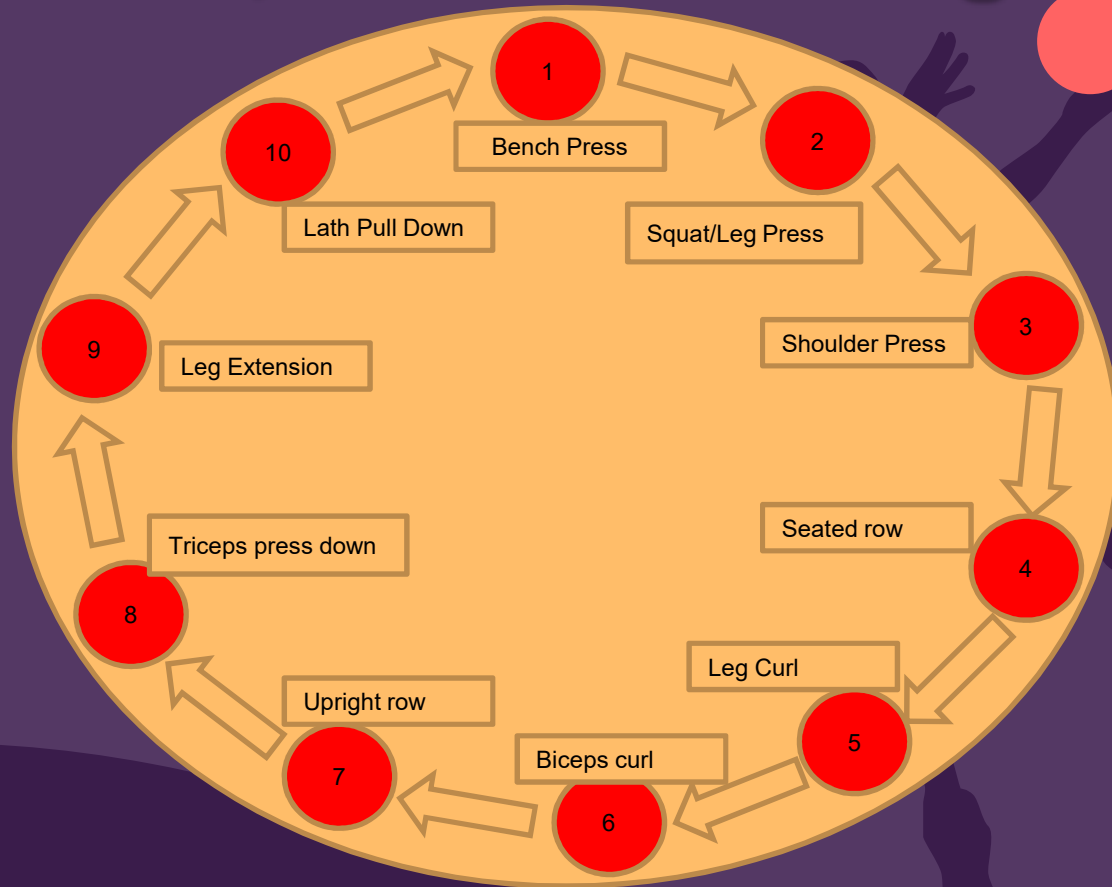 1
Bench Press
2
Squat/Leg Press
3
Shoulder Press
4
Seated row
5
Leg Curl
6
Biceps curl
7
Upright row
8
Triceps press down
9
Leg Extension
10
Lath Pull Down